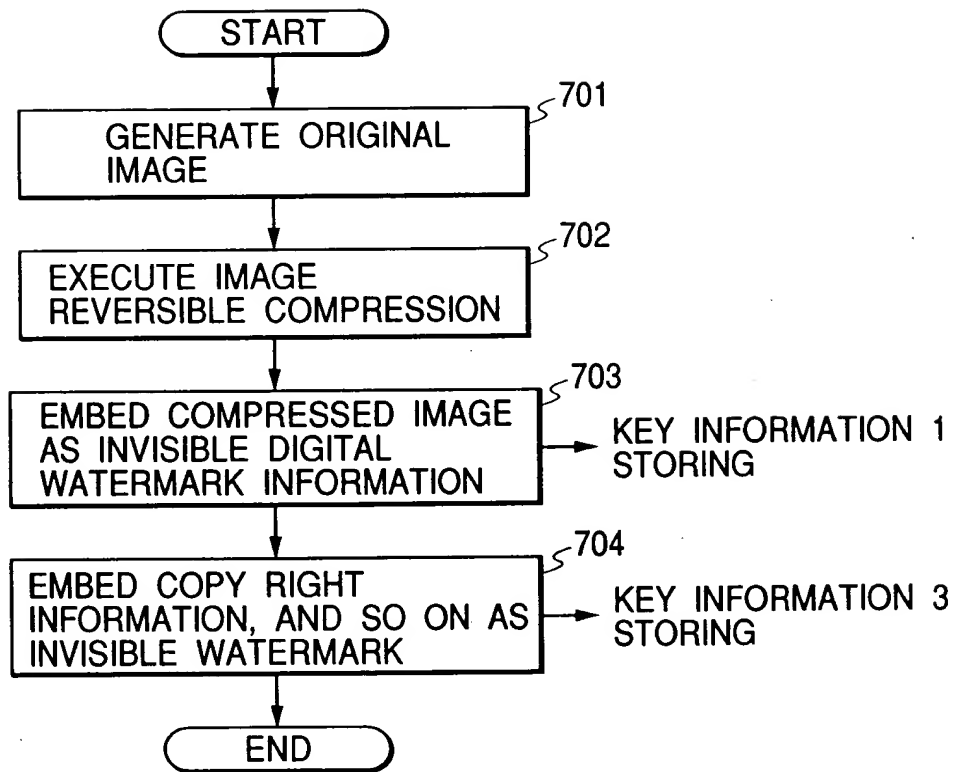 START
701
GENERATE ORIGINAL
IMAGE
702
EXECUTE IMAGE
REVERSIBLE COMPRESSION
703
EMBED COMPRESSED IMAGE
AS INVISIBLE DIGITAL
WATERMARK INFORMATION
KEY INFORMATION 1
STORING
704
EMBED COPY RIGHT
INFORMATION, AND SO ON AS
INVISIBLE WATERMARK
KEY INFORMATION 3
STORING
END